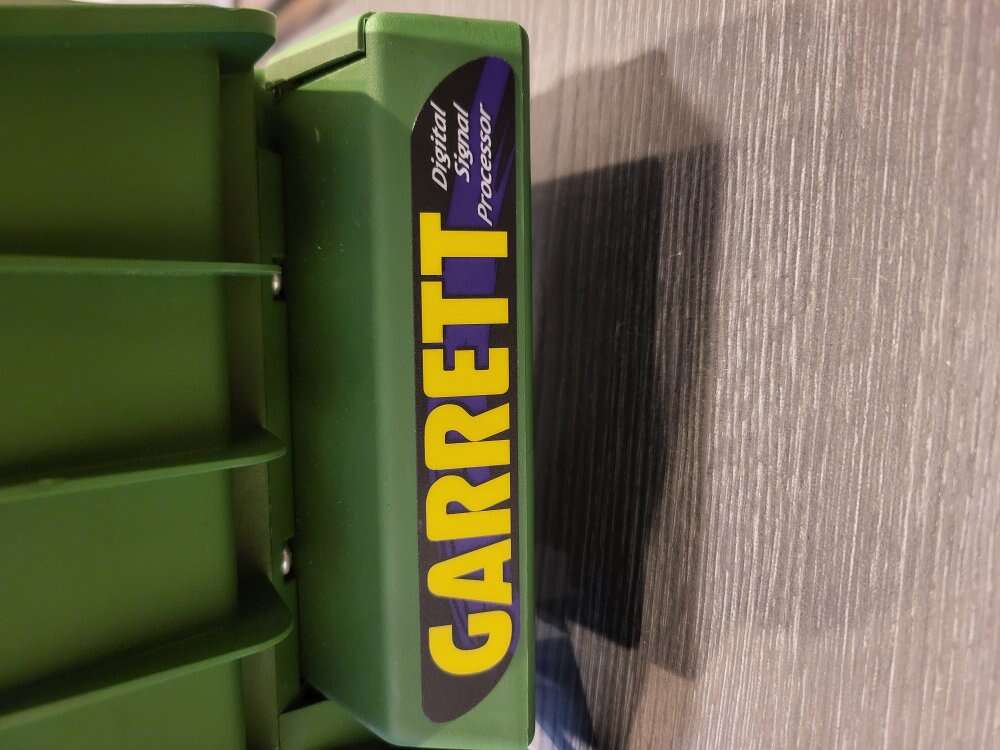 GARRETT
Digital
Signal
Processor